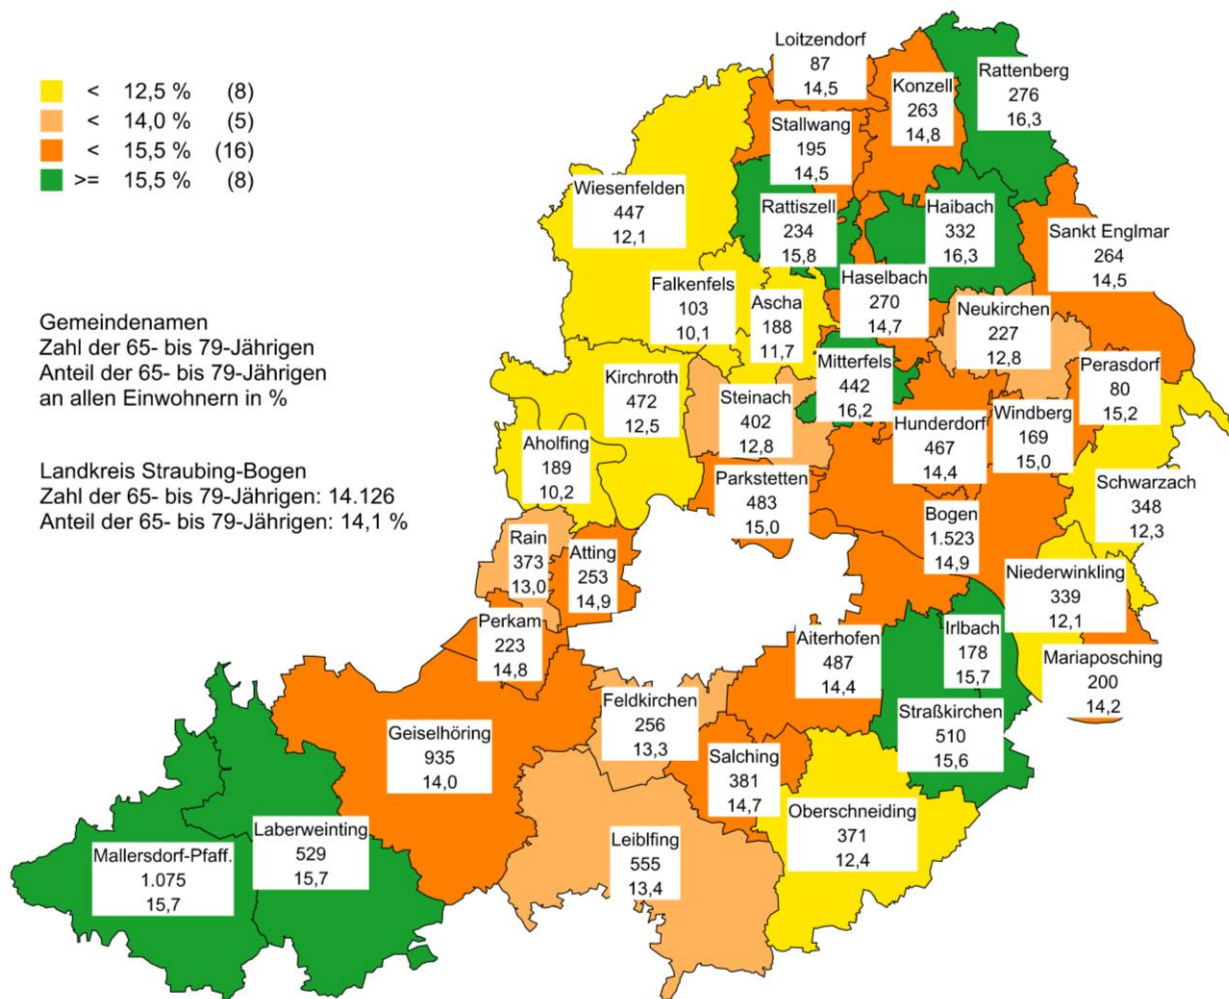 < 12,5 % (8)
< 14,0 % (5)
< 15,5 % (16)
>= 15,5 % (8)
Gemeindenamen
Zahl der 65- bis 79-Jährigen
Anteil der 65- bis 79-Jährigen
an allen Einwohnern in %
Landkreis Straubing-Bogen
Zahl der 65- bis 79-Jährigen: 14.126
Anteil der 65- bis 79-Jährigen: 14,1 %
Loitzendorf
87
14,5
Konzell
263
14,8
Rattenberg
276
16,3
Stallwang
195
14,5
Wiesenfelden
447
12,1
Rattiszell
234
15,8
Haibach
332
16,3
Sankt Englmar
264
14,5
Falkenfels
103
10,1
Ascha
188
11,7
Haselbach
270
14,7
Neukirchen
227
12,8
Kirchroth
472
12,5
Steinach
402
12,8
Mitterfels
442
16,2
Perasdorf
80
15,2
Hunderdorf
467
14,4
Windberg
169
15,0
Aholfing
189
10,2
Parkstetten
483
15,0
Schwarzach
348
12,3
Bogen
1.523
14,9
Rain
373
13,0
Atting
253
14,9
Niederwinkling
339
12,1
Perkam
223
14,8
Aiterhofen
487
14,4
Irlbach
178
15,7
Mariaposching
200
14,2
Feldkirchen
256
13,3
Straßkirchen
510
15,6
Geiselhöring
935
14,0
Salching
381
14,7
Oberschneiding
371
12,4
Laberweinting
529
15,7
Leiblfing
555
13,4
Mallersdorf-Pfaff.
1.075
15,7